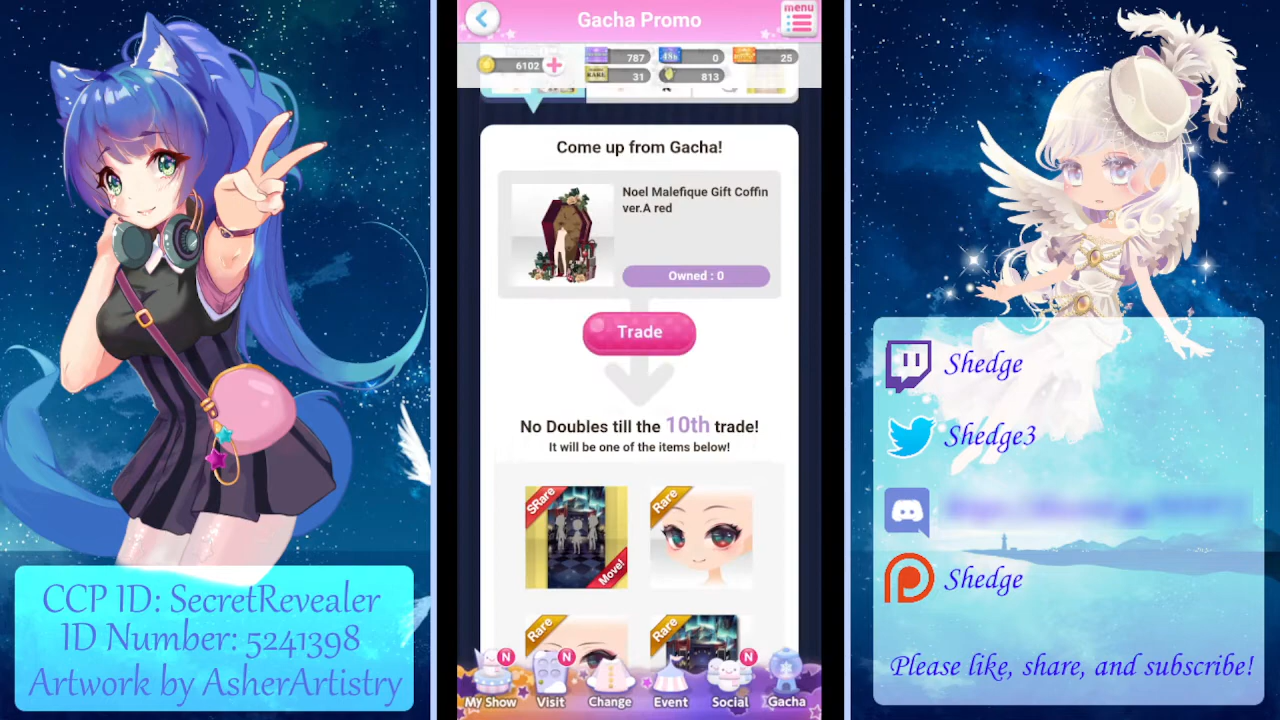 Gacha Promo
menu
6102
787
0
25
RARE
31
813
Come up from Gacha!
Noel Malefique Gift Coffin
ver.A red
Owned : 0
Trade
No Doubles till the 10th trade!
It will be one of the items below!
SRare
Move!
Rare
Rare
Rare
N
N
N
My Show
Visit
Change
Event
Social
Gacha
CCP ID: SecretRevealer
ID Number: 5241398
Artwork by AsherArtistry
Shedge
Shedge3
Shedge
Please like, share, and subscribe!